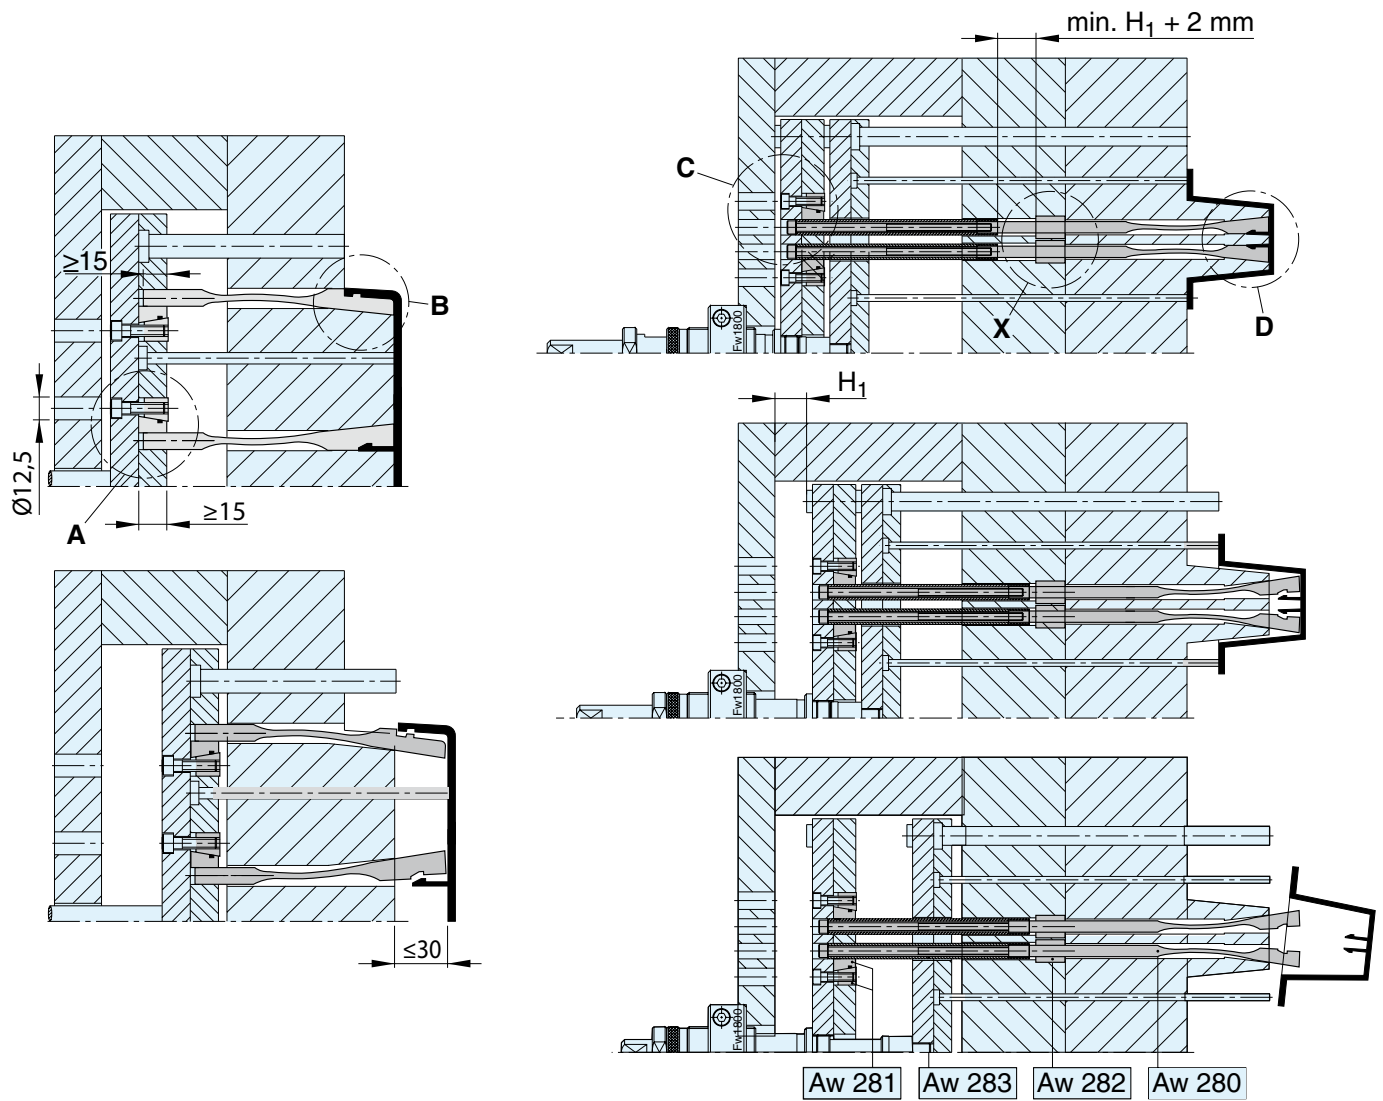 min. H₁ + 2 mm
C
≥15
B
X
D
Fw1800
H₁
Ø12,5
≥15
A
Fw1800
≤30
Fw1800
Aw 281
Aw 283
Aw 282
Aw 280